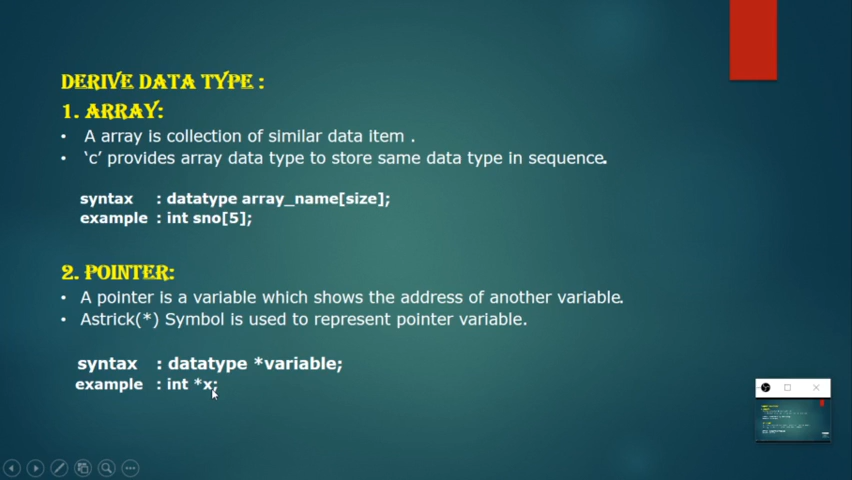 DERIVE DATA TYPE :
1. ARRAY:
• A array is collection of similar data item .
• ‘c’ provides array data type to store same data type in sequence.
syntax : datatype array_name[size];
example : int sno[5];
2. POINTER:
• A pointer is a variable which shows the address of another variable.
• Astrick(*) Symbol is used to represent pointer variable.
syntax : datatype *variable;
example : int *x;